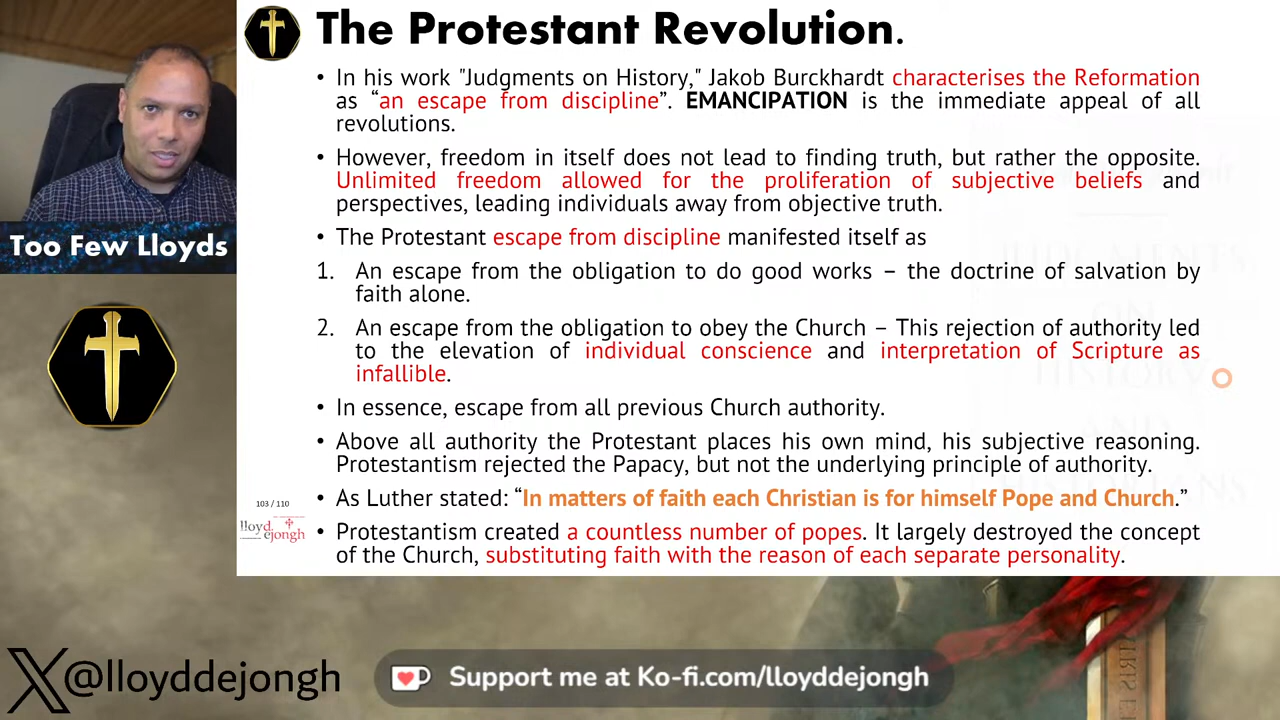 The Protestant Revolution.
• In his work "Judgments on History," Jakob Burckhardt characterises the Reformation
as “an escape from discipline”. EMANCIPATION is the immediate appeal of all
revolutions.
• However, freedom in itself does not lead to finding truth, but rather the opposite.
Unlimited freedom allowed for the proliferation of subjective beliefs and
perspectives, leading individuals away from objective truth.
• The Protestant escape from discipline manifested itself as
1. An escape from the obligation to do good works – the doctrine of salvation by
faith alone.
2. An escape from the obligation to obey the Church – This rejection of authority led
to the elevation of individual conscience and interpretation of Scripture as
infallible.
• In essence, escape from all previous Church authority.
• Above all authority the Protestant places his own mind, his subjective reasoning.
Protestantism rejected the Papacy, but not the underlying principle of authority.
• As Luther stated: “In matters of faith each Christian is for himself Pope and Church.”
• Protestantism created a countless number of popes. It largely destroyed the concept
of the Church, substituting faith with the reason of each separate personality.
Too Few Lloyds
103 / 110
lloyd
dejongh
JUDGMENTS
ON
HISTORY
AND
HISTORIANS
X@lloyddejongh
Support me at Ko-fi.com/lloyddejongh